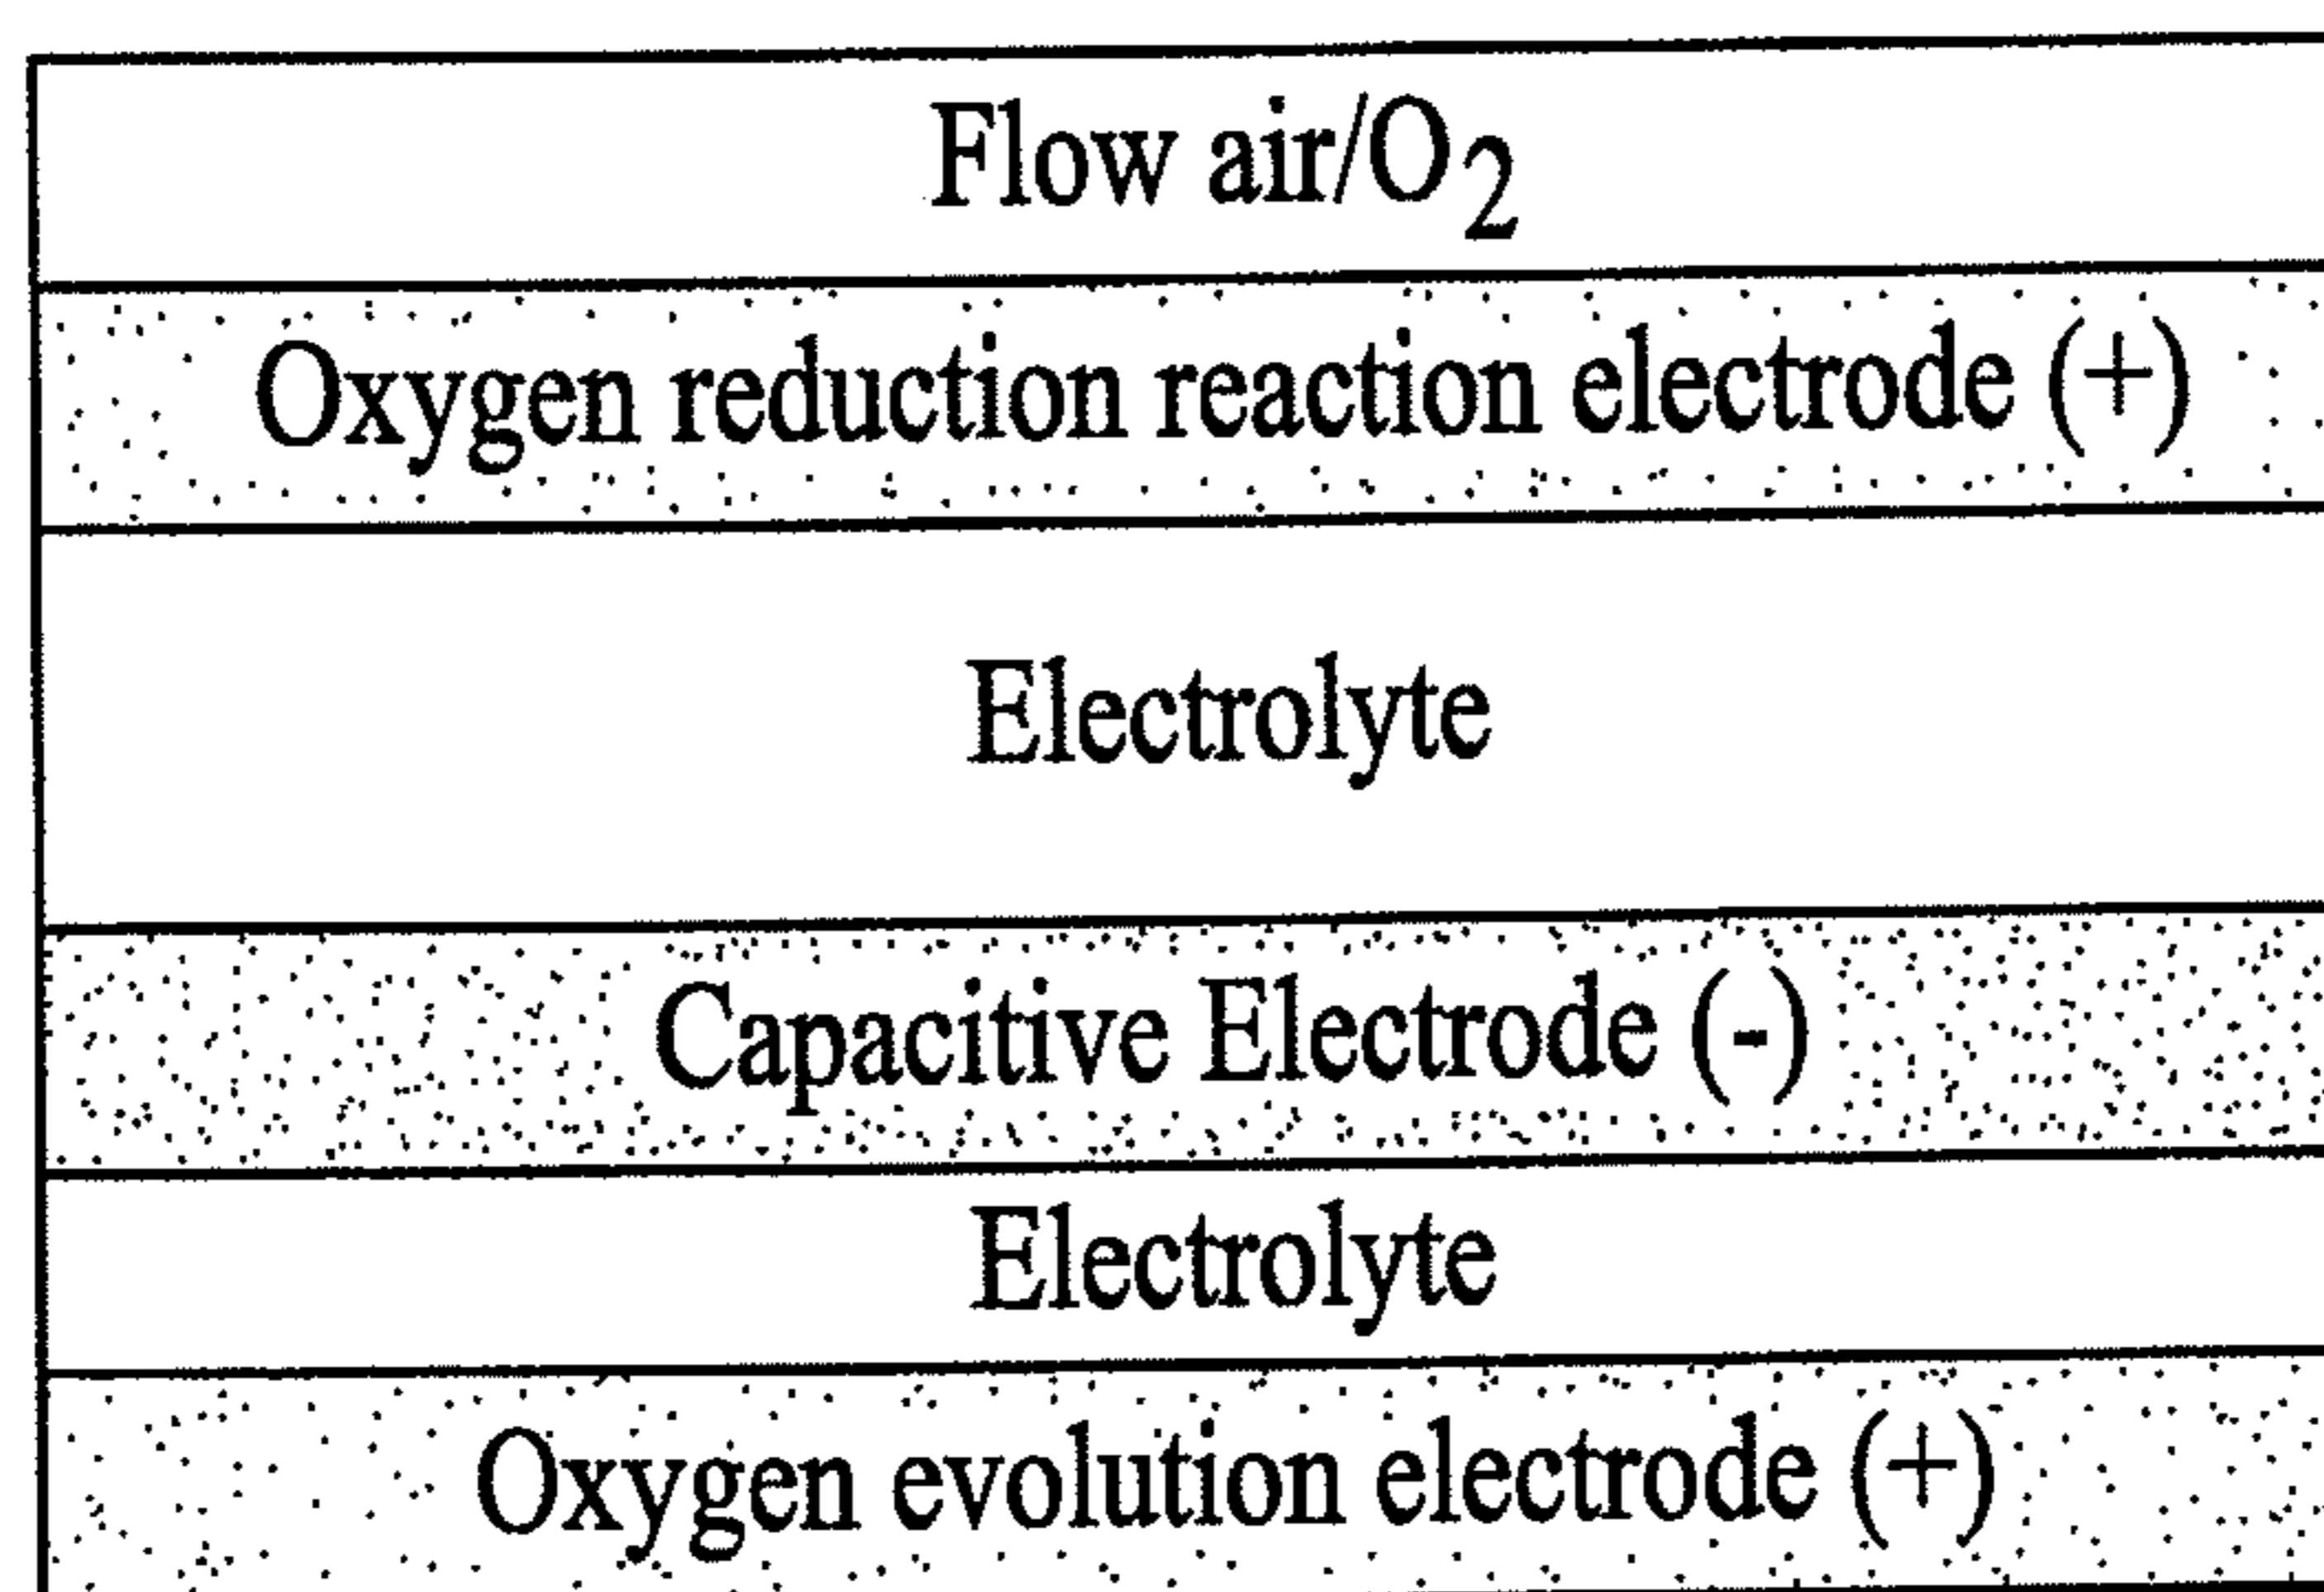 Flow air/O2
Oxygen reduction reaction electrode (+)
Electrolyte
Capacitive Electrode (-)
Electrolyte
Oxygen evolution electrode (+)